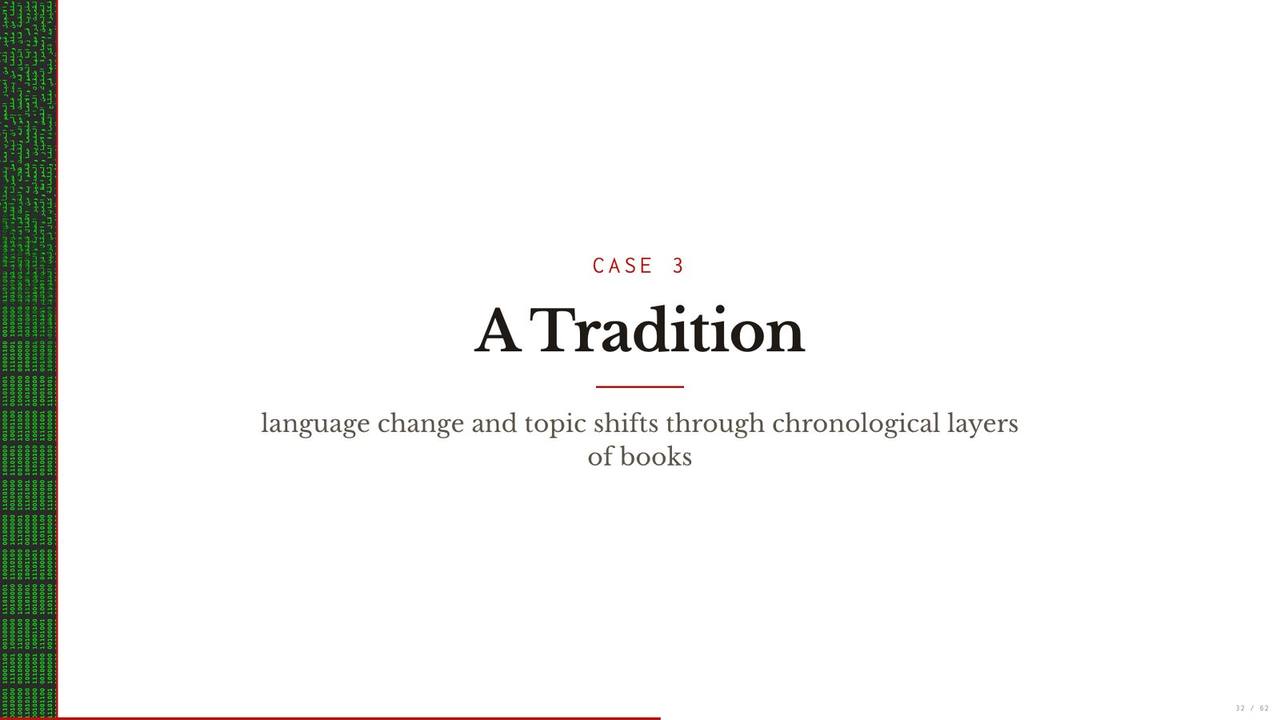 CASE 3
A Tradition
language change and topic shifts through chronological layers
of books
32 / 62